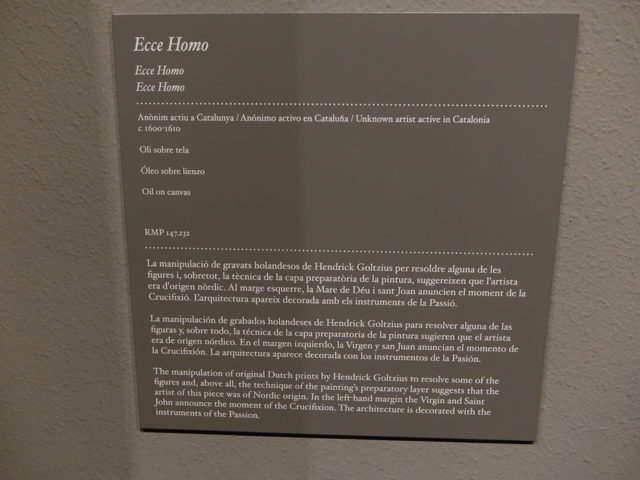 Ecce Homo
Ecce Homo
Ecce Homo
Anònim actiu a Catalunya / Anónimo activo en Cataluña / Unknown artist active in Catalonia
c. 1600-1610
Oli sobre tela
Óleo sobre lienzo
Oil on canvas
RMP 147.232
La manipulació de gravats holandesos de Hendrick Goltzius per resoldre alguna de les
figures i, sobretot, la tècnica de la capa preparatòria de la pintura, suggereixen que l'artista
era d'origen nòrdic. Al marge esquerre, la Mare de Déu i sant Joan anuncien el moment de la
Crucifixió. L'arquitectura apareix decorada amb els instruments de la Passió.
La manipulación de grabados holandeses de Hendrick Goltzius para resolver alguna de las
figuras y, sobre todo, la técnica de la capa preparatoria de la pintura sugieren que el artista
era de origen nórdico. En el margen izquierdo, la Virgen y san Juan anuncian el momento de
la Crucifixión. La arquitectura aparece decorada con los instrumentos de la Pasión.
The manipulation of original Dutch prints by Hendrick Goltzius to resolve some of the
figures and, above all, the technique of the painting's preparatory layer suggests that the
artist of this piece was of Nordic origin. In the left-hand margin the Virgin and Saint
John announce the moment of the Crucifixion. The architecture is decorated with the
instruments of the Passion.